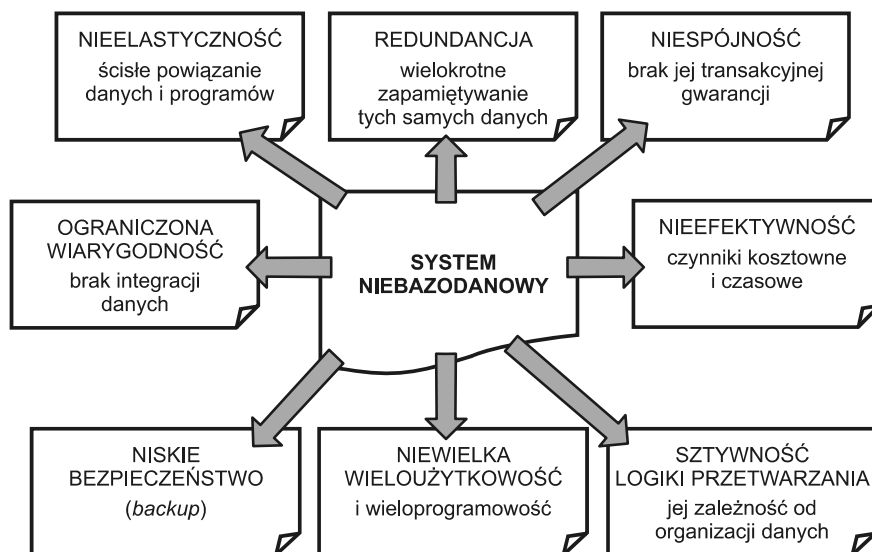 NIEELASTYCZNOŚĆ
ścisłe powiązanie
danych i programów
REDUNDANCJA
wielokrotne
zapamiętywanie
tych samych danych
NIESPÓJNOŚĆ
brak jej transakcyjnej
gwarancji
OGRANICZONA
WIARYGODNOŚĆ
brak integracji
danych
SYSTEM
NIEBAZODANOWY
NIEEFEKTYWNOŚĆ
czynniki kosztowne
i czasowe
NISKIE
BEZPIECZEŃSTWO
(backup)
NIEWIELKA
WIELOUŻYTKOWOŚĆ
i wieloprogramowość
SZTYWNOŚĆ
LOGIKI PRZETWARZANIA
jej zależność od
organizacji danych